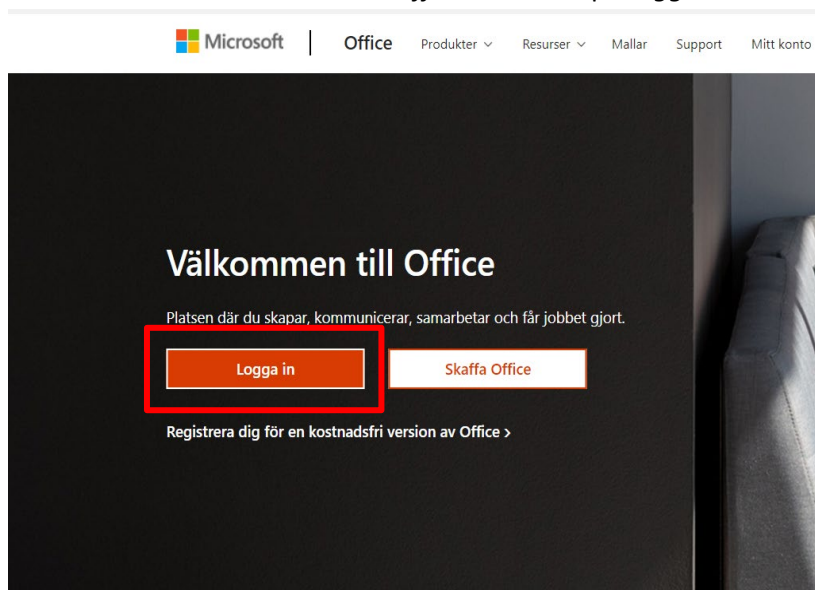 Microsoft Office Produkter Resurser Mallar Support Mitt konto
Välkommen till Office
Platsen där du skapar, kommunicerar, samarbetar och får jobbet gjort.
Logga in Skaffa Office
Registrera dig för en kostnadsfri version av Office >